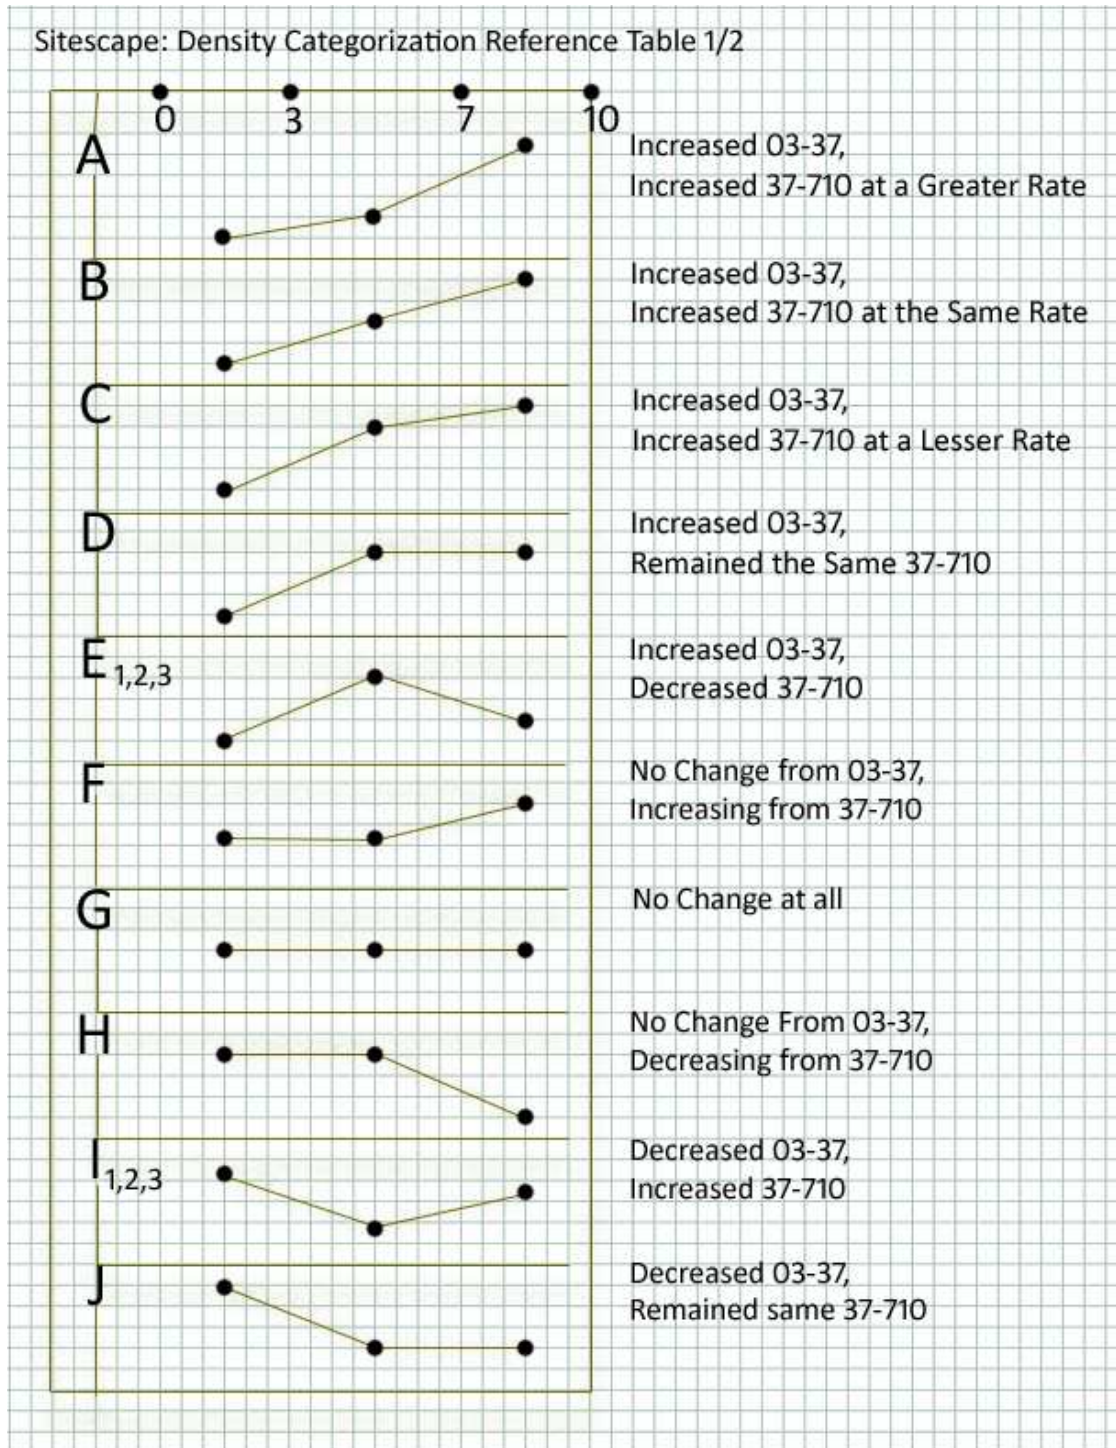 Sitescape: Density Categorization Reference Table 1/2
0 3 7 10
A
Increased 03-37,
Increased 37-710 at a Greater Rate
B
Increased 03-37,
Increased 37-710 at the Same Rate
C
Increased 03-37,
Increased 37-710 at a Lesser Rate
D
Increased 03-37,
Remained the Same 37-710
E 1,2,3
Increased 03-37,
Decreased 37-710
F
No Change from 03-37,
Increasing from 37-710
G
No Change at all
H
No Change From 03-37,
Decreasing from 37-710
I 1,2,3
Decreased 03-37,
Increased 37-710
J
Decreased 03-37,
Remained same 37-710